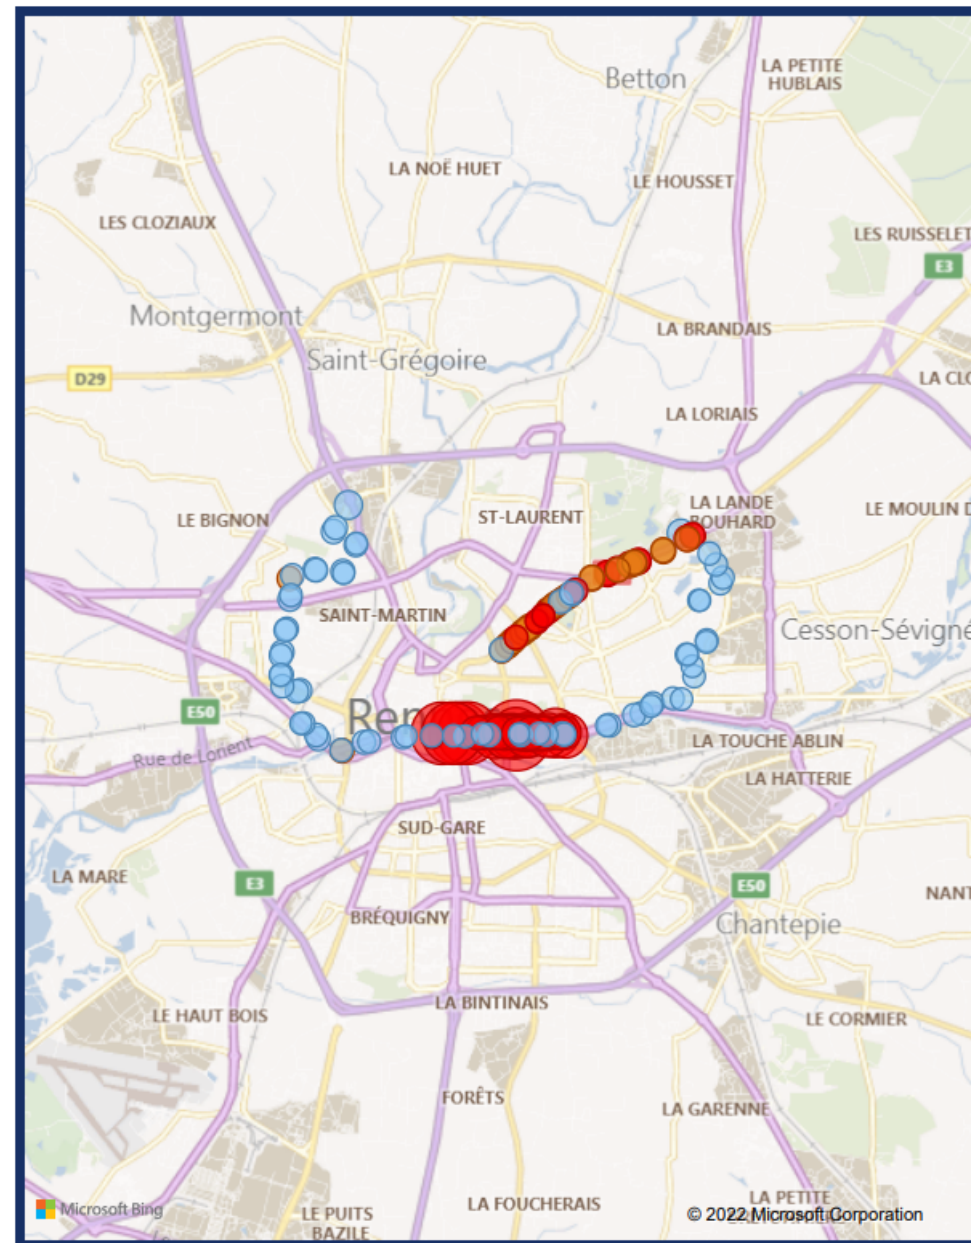 Betton
LA PETITE
HUBLAIS
LA NOË HUET
LE HOUSSET
LES CLOZIAUX
LES RUISSELET
E3
Montgermont
LA BRANDAIS
Saint-Grégoire
D29
LA CLO
LA LORIAIS
LA LANDE
BOUHARD
LE MOULIN D
LE BIGNON
ST-LAURENT
SAINT-MARTIN
Cesson-Sévigné
E50
Ren
LA TOUCHE ABLIN
Rue de Lorient
LA HATTERIE
SUD-GARE
LA MARE
E3
E50
NANT
BRÉQUIGNY
Chantepie
LA BINTINAIS
LE HAUT BOIS
LE CORMIER
FORÊTS
LA GARENNE
LA FOUCHERAIS
LA PETITE
Microsoft Bing
LE PUITS
BAZILE
© 2022 Microsoft Corporation